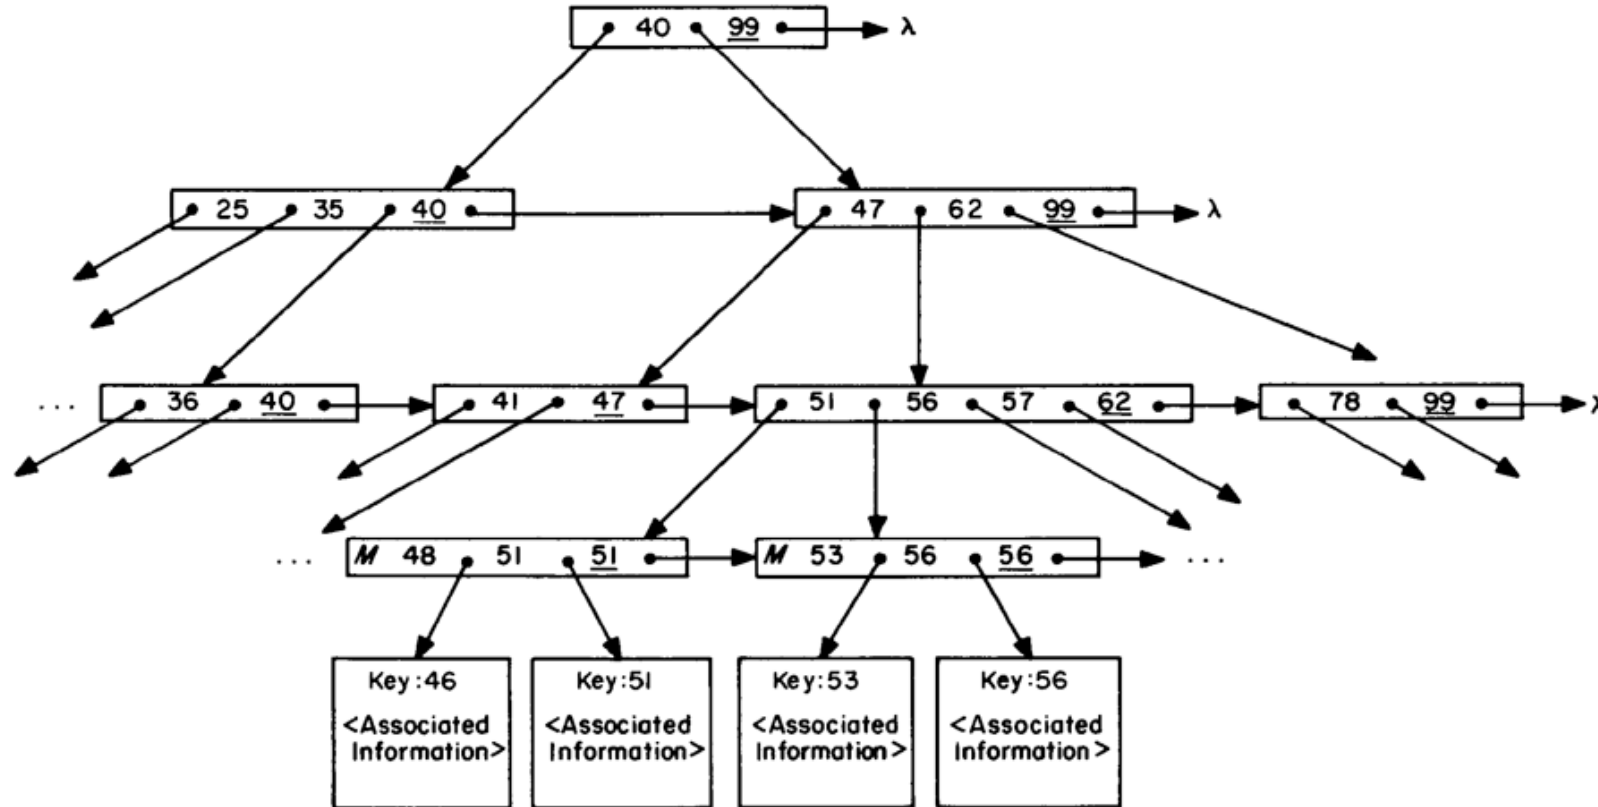 40 99 λ
25 35 40 47 62 99 λ
... 36 40 41 47 51 56 57 62 78 99 λ
... M 48 51 51 M 53 56 56 ...
Key:46 Key:51 Key:53 Key:56
<Associated <Associated <Associated <Associated
Information> Information> Information> Information>